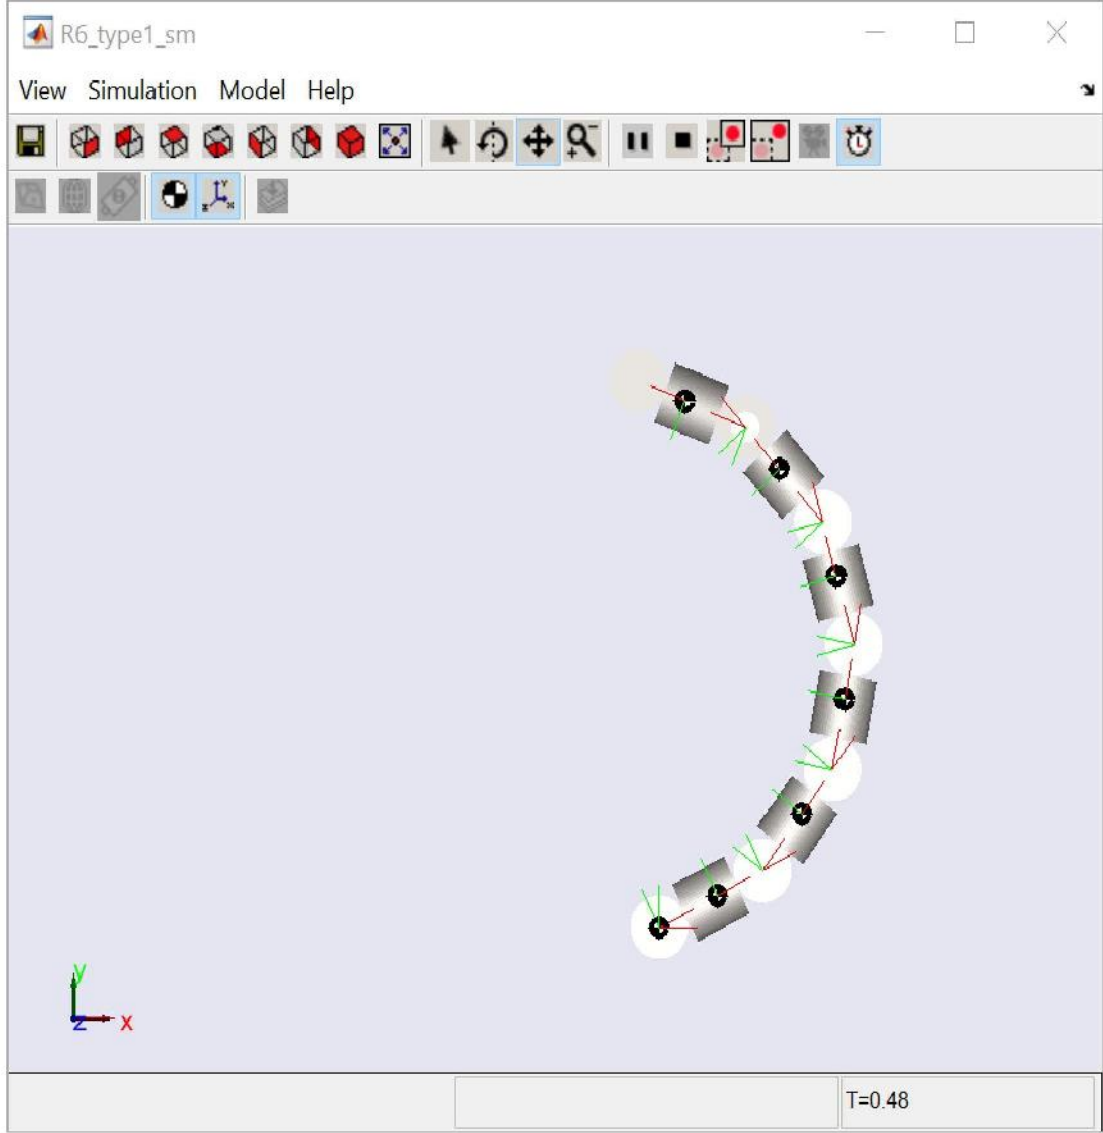 R6_type1_sm
View Simulation Model Help
y
z x
T=0.48